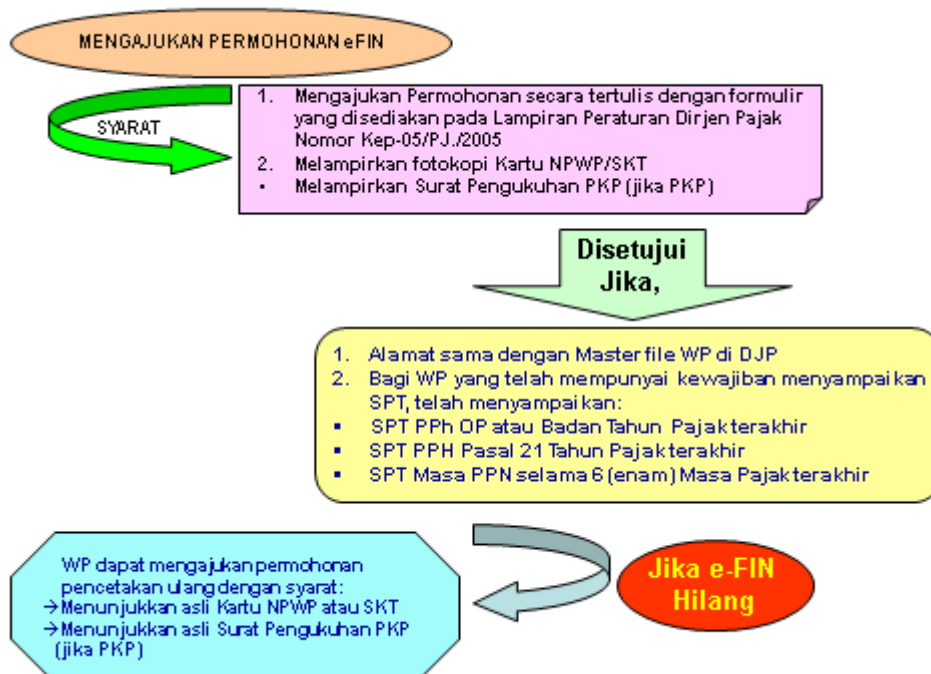 MENGAJUKAN PERMOHONAN eFIN
SYARAT
1. Mengajukan Permohonan secara tertulis dengan formulir
yang disediakan pada Lampiran Peraturan Dirjen Pajak
Nomor Kep-05/PJ./2005
2. Melampirkan fotokopi Kartu NPWP/SKT
• Melampirkan Surat Pengukuhan PKP (jika PKP)
Disetujui
Jika,
1. Alamat sama dengan Master file WP di DJP
2. Bagi WP yang telah mempunyai kewajiban menyampaikan
SPT, telah menyampaikan:
▪ SPT PPh OP atau Badan Tahun Pajak terakhir
▪ SPT PPH Pasal 21 Tahun Pajak terakhir
▪ SPT Masa PPN selama 6 (enam) Masa Pajak terakhir
Jika e-FIN
Hilang
WP dapat mengajukan permohonan
pencetakan ulang dengan syarat:
→Menunjukkan asli Kartu NPWP atau SKT
→Menunjukkan asli Surat Pengukuhan PKP
(jika PKP)